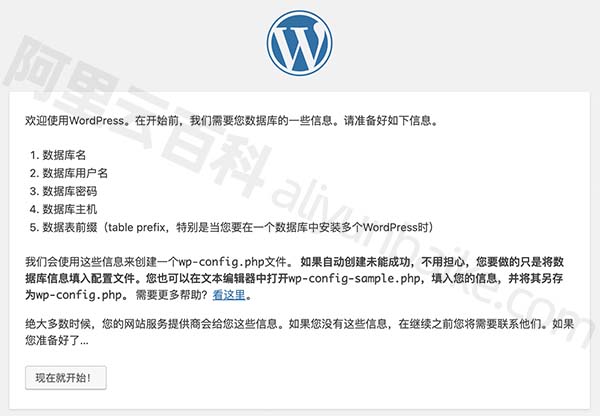 欢迎使用WordPress。在开始前，我们需要您数据库的一些信息。请准备好如下信息。
1. 数据库名
2. 数据库用户名
3. 数据库密码
4. 数据库主机
5. 数据表前缀（table prefix，特别是当您要在一个数据库中安装多个WordPress时）
我们会使用这些信息来创建一个wp-config.php文件。 如果自动创建未能成功，不用担心，您要做的只是将数
据库信息填入配置文件。您也可以在文本编辑器中打开wp-config-sample.php，填入您的信息，并将其另存
为wp-config.php。 需要更多帮助？看这里。
绝大多数时候，您的网站服务提供商会给您这些信息。如果您没有这些信息，在继续之前您将需要联系他们。如果
您准备好了...
现在就开始！
阿里云百科 aliyunbaike.com